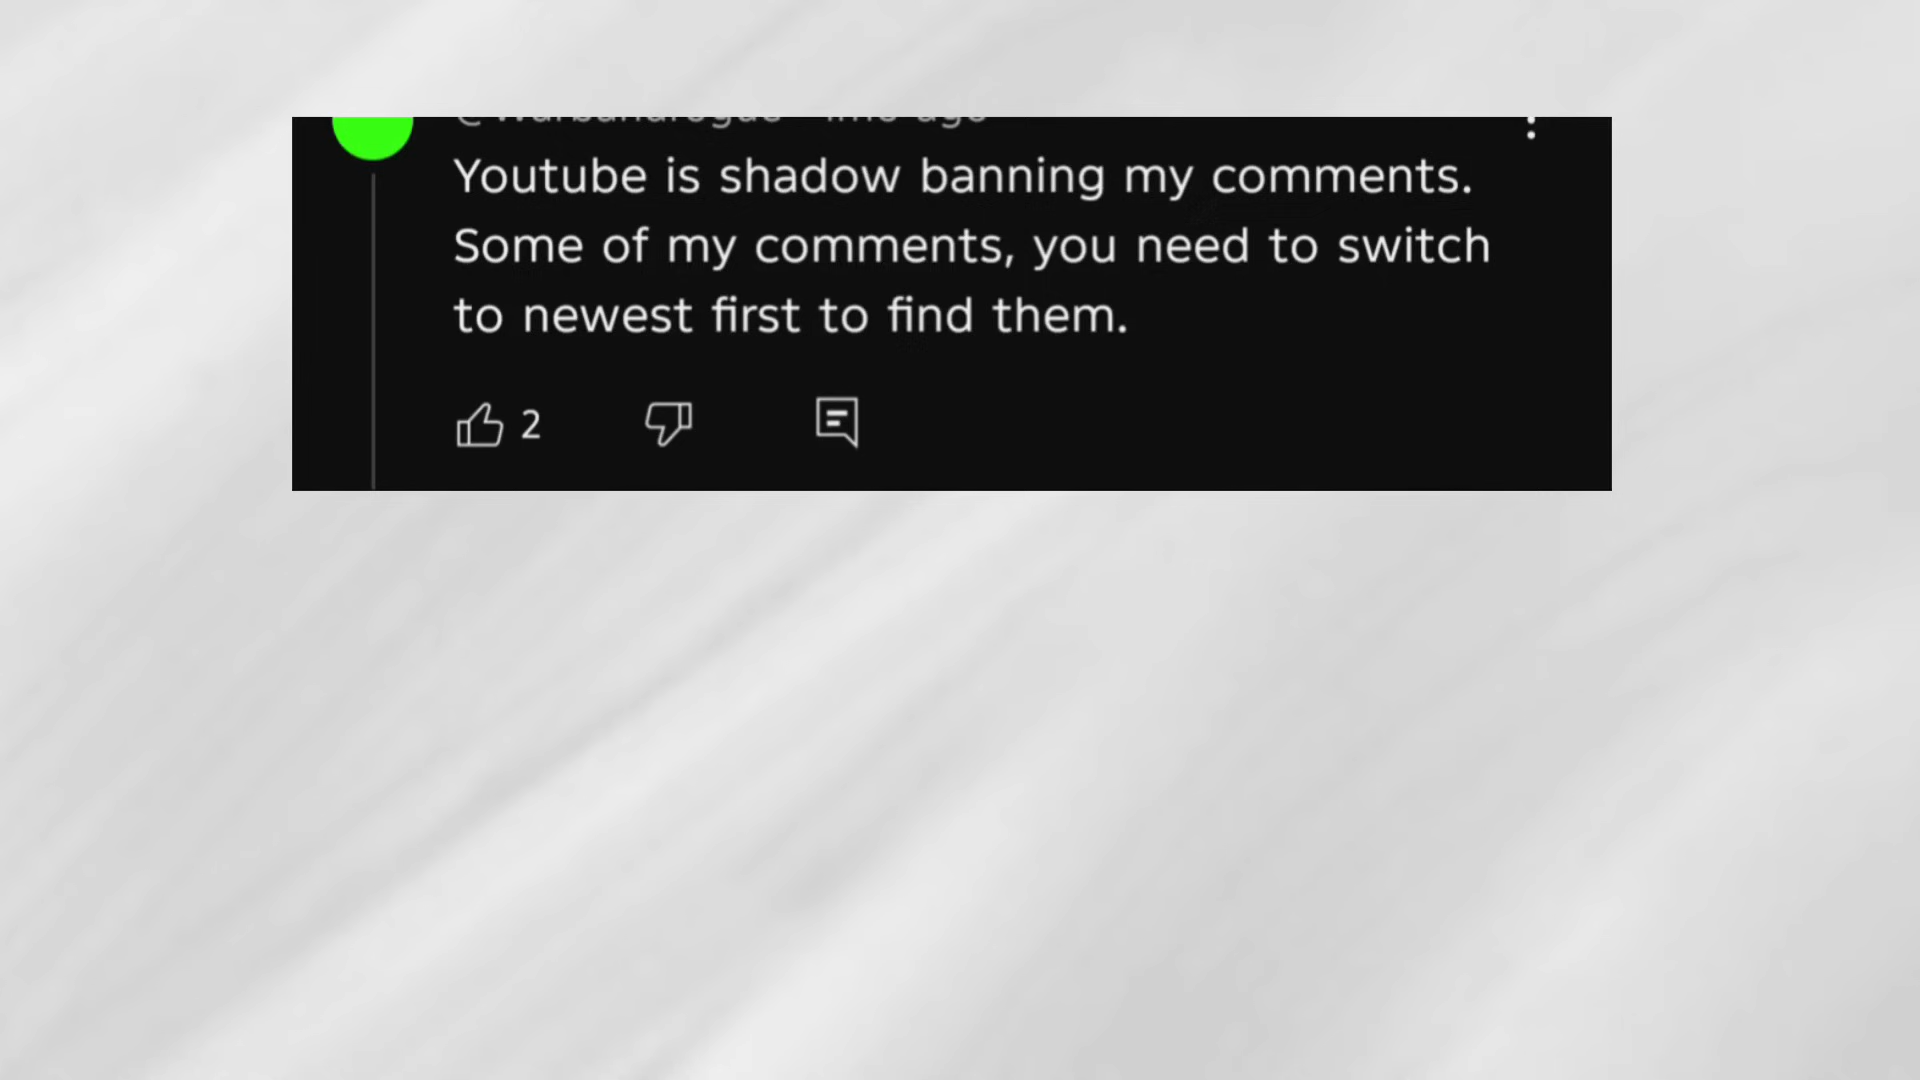 Youtube is shadow banning my comments.
Some of my comments, you need to switch
to newest first to find them.
2